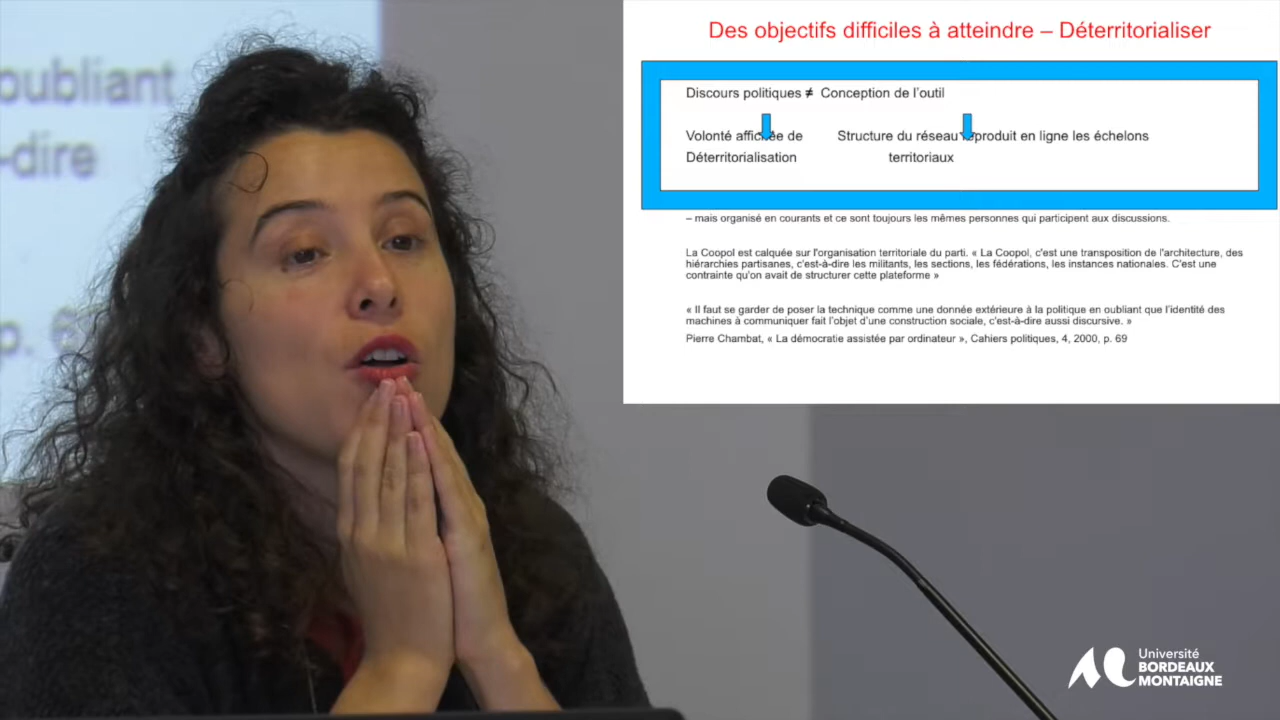 oubliant
-dire
p. 6
Des objectifs difficiles à atteindre – Déterritorialiser
Discours politiques ≠ Conception de l'outil
Volonté affichée de Structure du réseau reproduit en ligne les échelons
Déterritorialisation territoriaux
– mais organisé en courants et ce sont toujours les mêmes personnes qui participent aux discussions.
La Coopol est calquée sur l'organisation territoriale du parti. « La Coopol, c'est une transposition de l'architecture, des
hiérarchies partisanes, c'est-à-dire les militants, les sections, les fédérations, les instances nationales. C'est une
contrainte qu'on avait de structurer cette plateforme »
« Il faut se garder de poser la technique comme une donnée extérieure à la politique en oubliant que l'identité des
machines à communiquer fait l'objet d'une construction sociale, c'est-à-dire aussi discursive. »
Pierre Chambat, « La démocratie assistée par ordinateur », Cahiers politiques, 4, 2000, p. 69
Université
BORDEAUX
MONTAIGNE